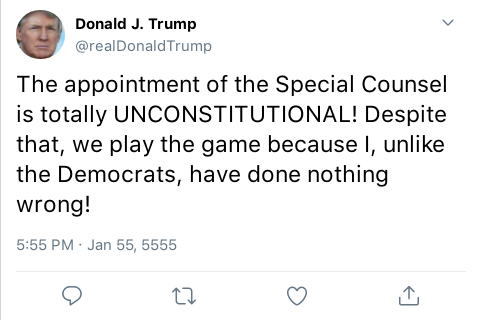 Donald J. Trump
@realDonaldTrump
The appointment of the Special Counsel
is totally UNCONSTITUTIONAL! Despite
that, we play the game because I, unlike
the Democrats, have done nothing
wrong!
5:55 PM · Jan 55, 5555